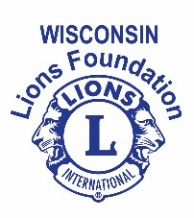 WISCONSIN
Lions Foundation
LIONS
L
INTERNATIONAL
®